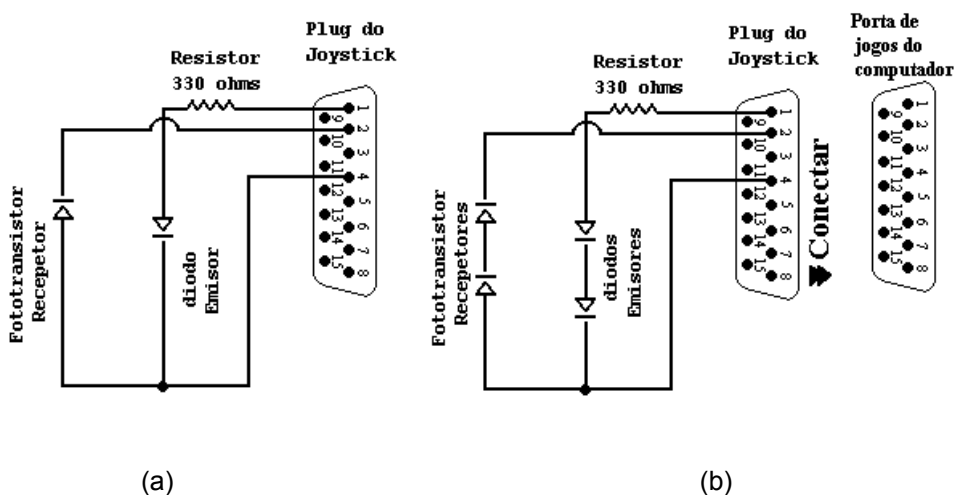 Plug do
Joystick
Resistor
330 ohms
1
2
3
4
5
6
7
8
9
10
11
12
13
14
15
Fototransistor
Recepetor
diodo
Emisor
(a)
Plug do
Joystick
Resistor
330 ohms
1
2
3
4
5
6
7
8
9
10
11
12
13
14
15
Fototransistor
Recepetores
diodos
Emisores
Conectar
Porta de
jogos do
computador
1
2
3
4
5
6
7
8
9
10
11
12
13
14
15
(b)